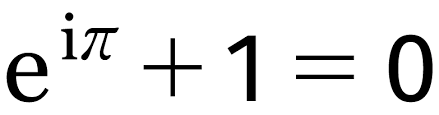 e^{iπ} + 1 = 0